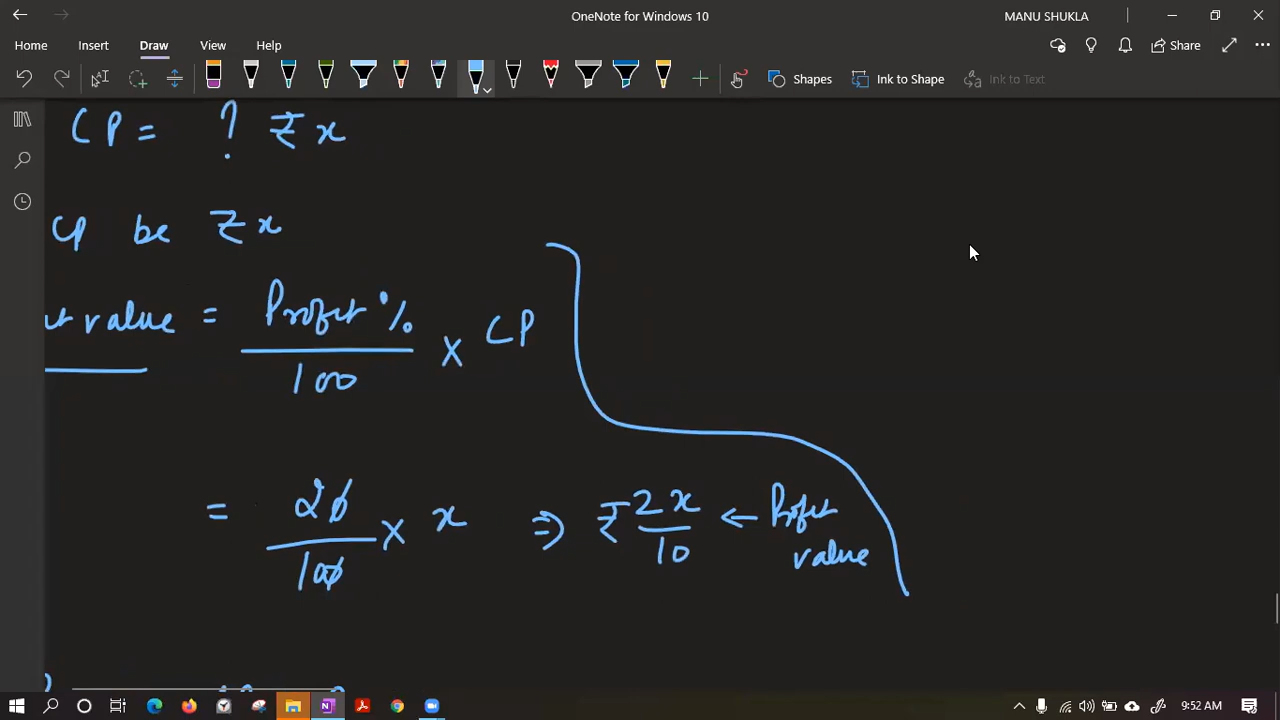 OneNote for Windows 10
MANU SHUKLA
Home Insert Draw View Help
Share
Shapes
Ink to Shape
Ink to Text
CP = ? ₹ x
CP be ₹ x
value = Profit % / 100 × CP
= 20 / 100 × x ⇒ ₹ 2x / 10 ← Profit value
9:52 AM